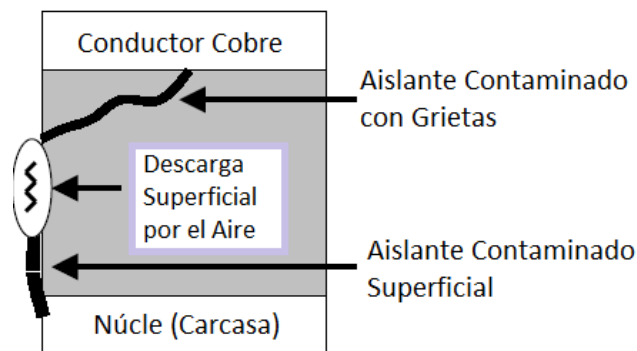 Conductor Cobre
Aislante Contaminado
con Grietas
Descarga
Superficial
por el Aire
Aislante Contaminado
Superficial
Núcle (Carcasa)